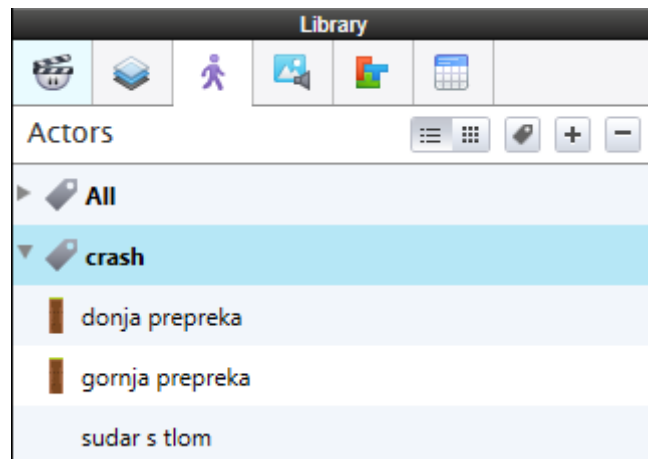 Library
Actors
All
crash
donja prepreka
gornja prepreka
sudar s tlom